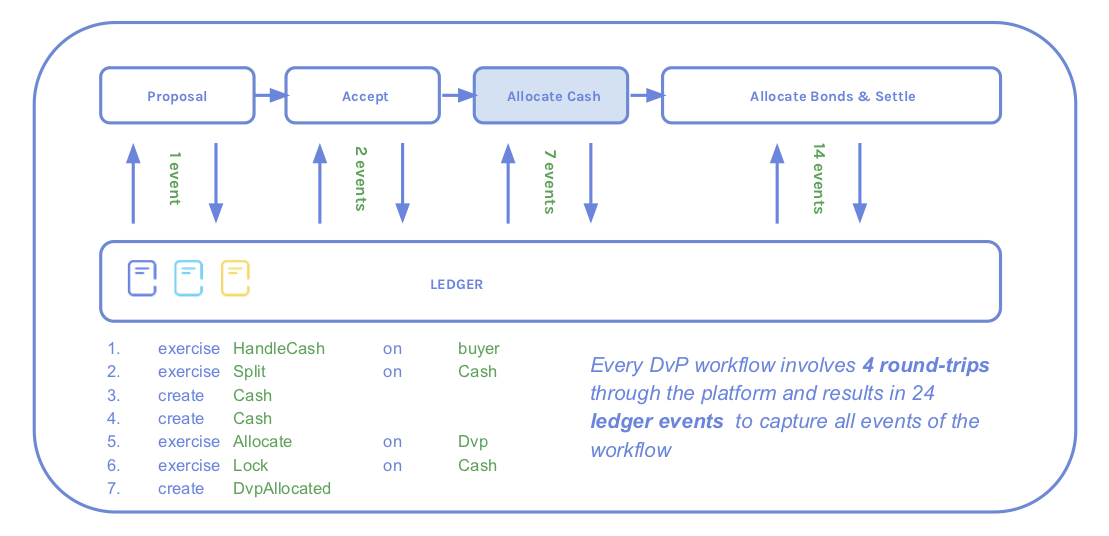 Proposal
Accept
Allocate Cash
Allocate Bonds & Settle
1 event
2 events
7 events
14 events
LEDGER
1. exercise HandleCash on buyer
2. exercise Split on Cash
3. create Cash
4. create Cash
5. exercise Allocate on Dvp
6. exercise Lock on Cash
7. create DvpAllocated
Every DvP workflow involves 4 round-trips
through the platform and results in 24
ledger events to capture all events of the
workflow